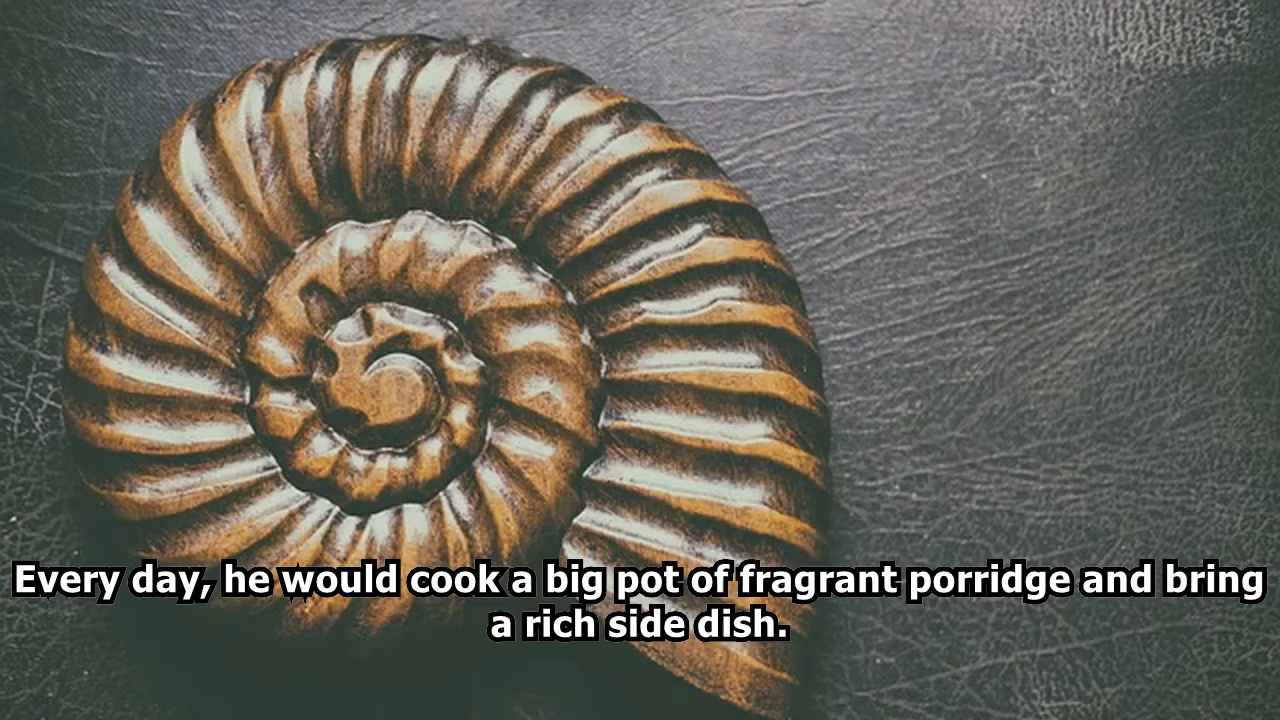 Every day, he would cook a big pot of fragrant porridge and bring
a rich side dish.